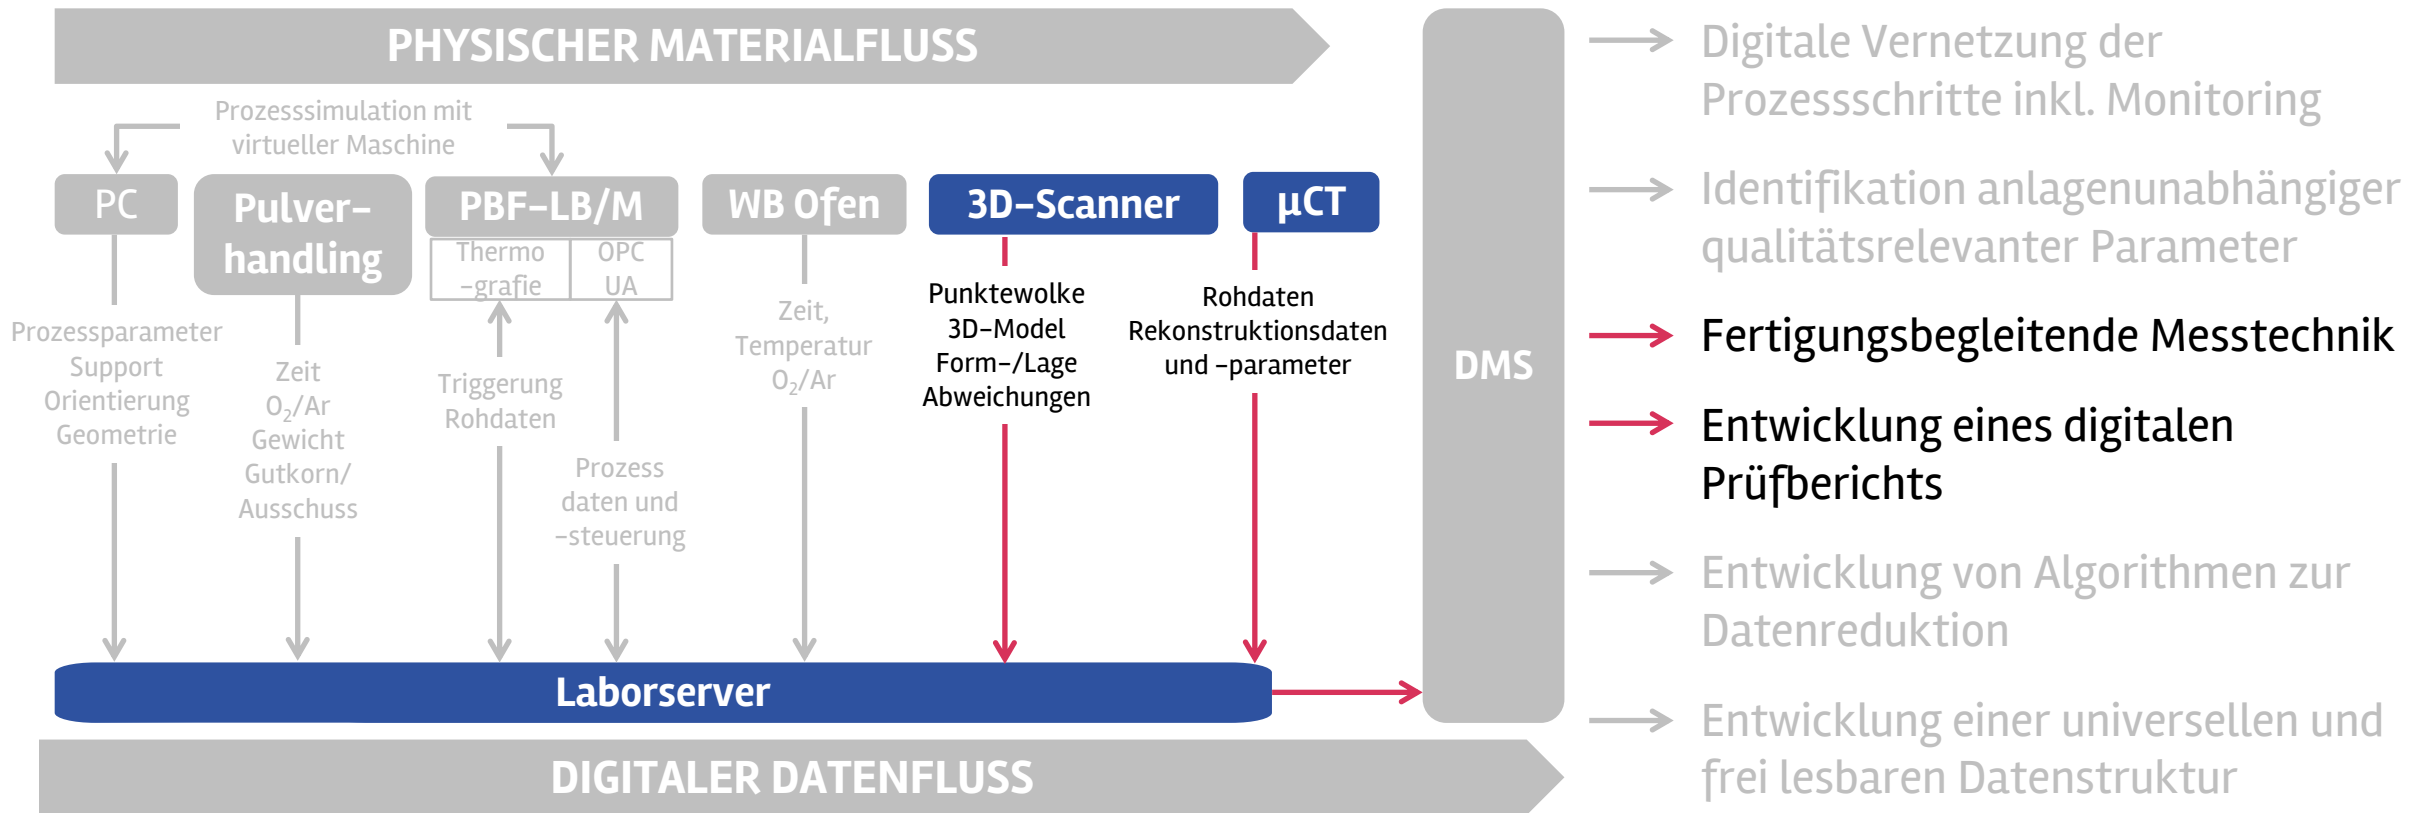 PHYSISCHER MATERIALFLUSS
Prozesssimulation mit
virtueller Maschine
PC
Pulver-
handling
PBF-LB/M
Thermo
-grafie
OPC
UA
WB Ofen
3D-Scanner
µCT
Prozessparameter
Support
Orientierung
Geometrie
Zeit
O₂/Ar
Gewicht
Gutkorn/
Ausschuss
Triggerung
Rohdaten
Prozess
daten und
-steuerung
Zeit,
Temperatur
O₂/Ar
Punktewolke
3D-Model
Form-/Lage
Abweichungen
Rohdaten
Rekonstruktionsdaten
und -parameter
Laborserver
DIGITALER DATENFLUSS
DMS
Digitale Vernetzung der
Prozessschritte inkl. Monitoring
Identifikation anlagenunabhängiger
qualitätsrelevanter Parameter
Fertigungsbegleitende Messtechnik
Entwicklung eines digitalen
Prüfberichts
Entwicklung von Algorithmen zur
Datenreduktion
Entwicklung einer universellen und
frei lesbaren Datenstruktur